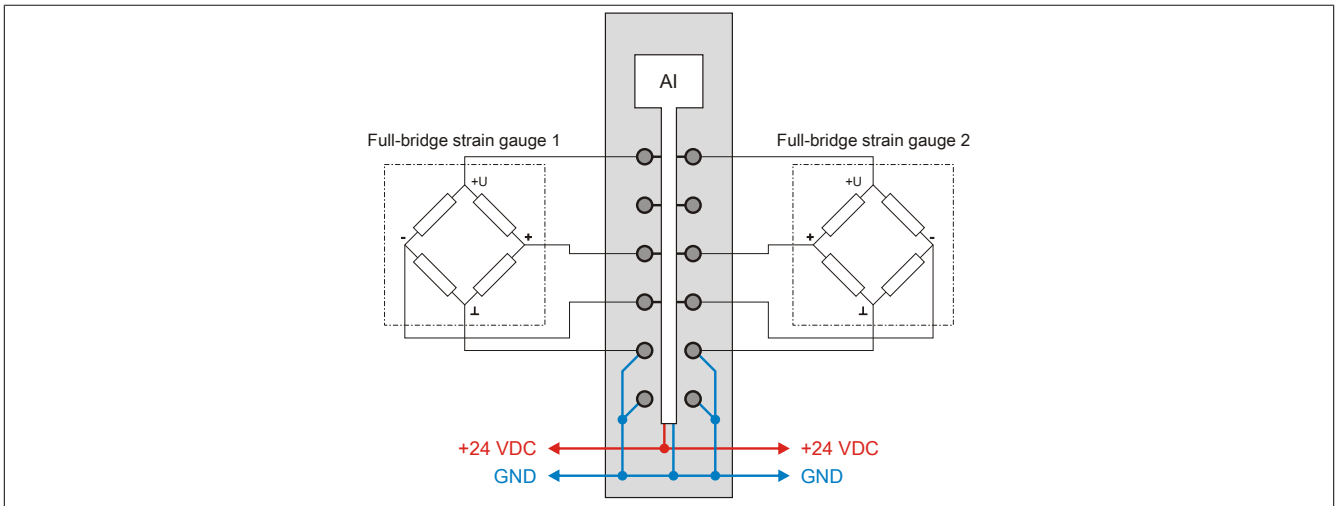 AI
Full-bridge strain gauge 1
Full-bridge strain gauge 2
+U
+U
- +
+ -
⊥
⊥
+24 VDC
+24 VDC
GND
GND